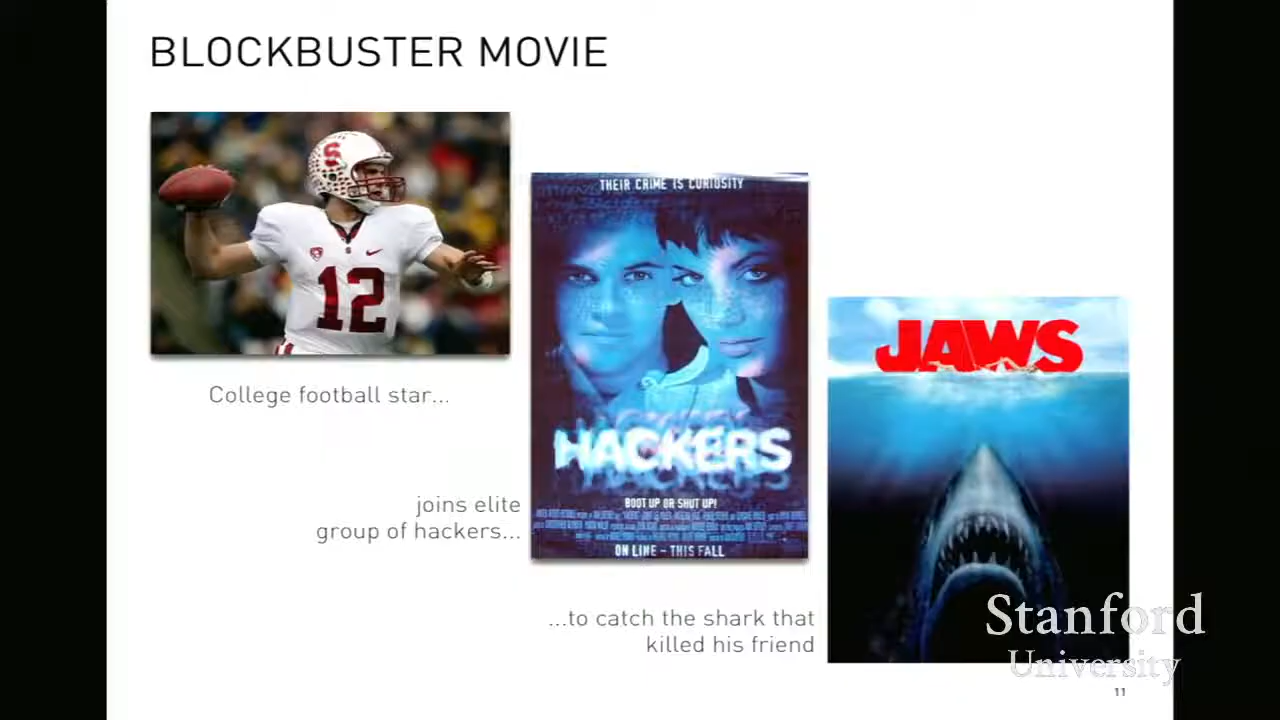 BLOCKBUSTER MOVIE
S
12
College football star...
THEIR CRIME IS CURIOSITY
HACKERS
BOOT UP OR SHUT UP!
ON LINE - THIS FALL
joins elite
group of hackers...
JAWS
...to catch the shark that
killed his friend
Stanford
University
11